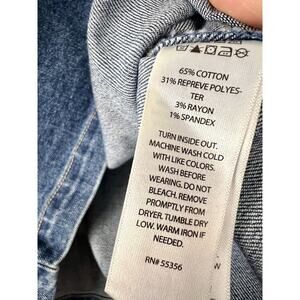 65% COTTON
31% REPREVE POLYES-
TER
3% RAYON
1% SPANDEX
TURN INSIDE OUT.
MACHINE WASH COLD
WITH LIKE COLORS.
WASH BEFORE
WEARING. DO NOT
BLEACH. REMOVE
PROMPTLY FROM
DRYER. TUMBLE DRY
LOW. WARM IRON IF
NEEDED.
RN# 55356
W